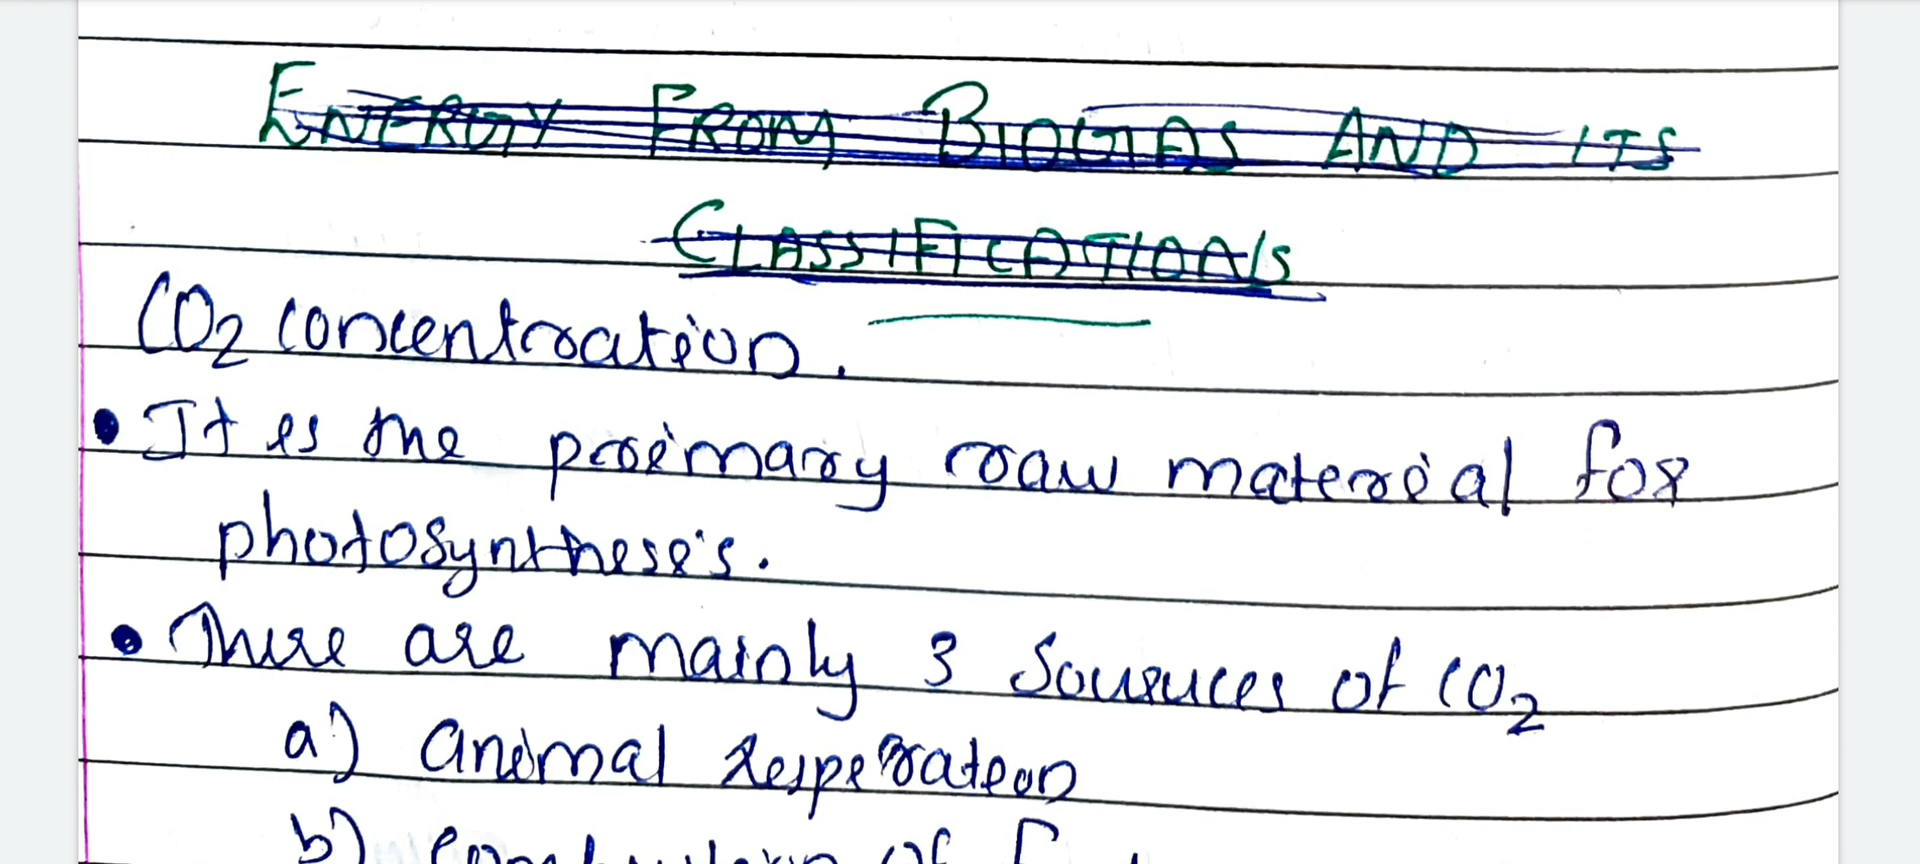 ENERGY FROM BIOGAS AND ITS
CLASSIFICATIONS
CO2 concentration.
• It is the primary raw material for
photosynthesis.
• There are mainly 3 Sources of CO2
a) animal respiration
b) of